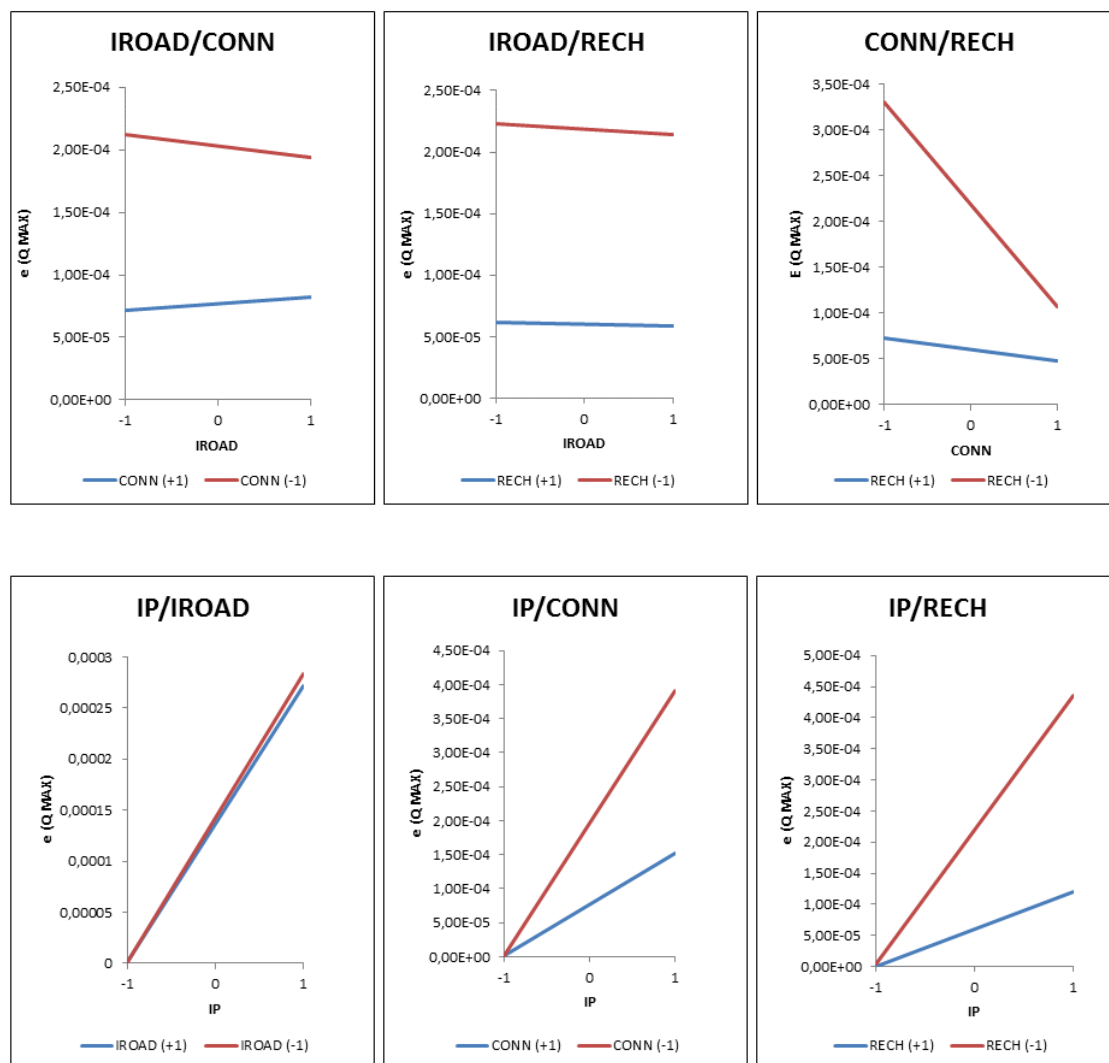 IROAD/CONN
2,50E-04
2,00E-04
1,50E-04
1,00E-04
5,00E-05
0,00E+00
e (Q MAX)
-1 0 1
IROAD
CONN (+1) CONN (-1)
IROAD/RECH
2,50E-04
2,00E-04
1,50E-04
1,00E-04
5,00E-05
0,00E+00
e (Q MAX)
-1 0 1
IROAD
RECH (+1) RECH (-1)
CONN/RECH
3,50E-04
3,00E-04
2,50E-04
2,00E-04
1,50E-04
1,00E-04
5,00E-05
0,00E+00
E (Q MAX)
-1 0 1
CONN
RECH (+1) RECH (-1)
IP/IROAD
0,0003
0,00025
0,0002
0,00015
0,0001
0,00005
0
e (Q MAX)
-1 0 1
IP
IROAD (+1) IROAD (-1)
IP/CONN
4,50E-04
4,00E-04
3,50E-04
3,00E-04
2,50E-04
2,00E-04
1,50E-04
1,00E-04
5,00E-05
0,00E+00
e (Q MAX)
-1 0 1
IP
CONN (+1) CONN (-1)
IP/RECH
5,00E-04
4,50E-04
4,00E-04
3,50E-04
3,00E-04
2,50E-04
2,00E-04
1,50E-04
1,00E-04
5,00E-05
0,00E+00
e (Q MAX)
-1 0 1
IP
RECH (+1) RECH (-1)